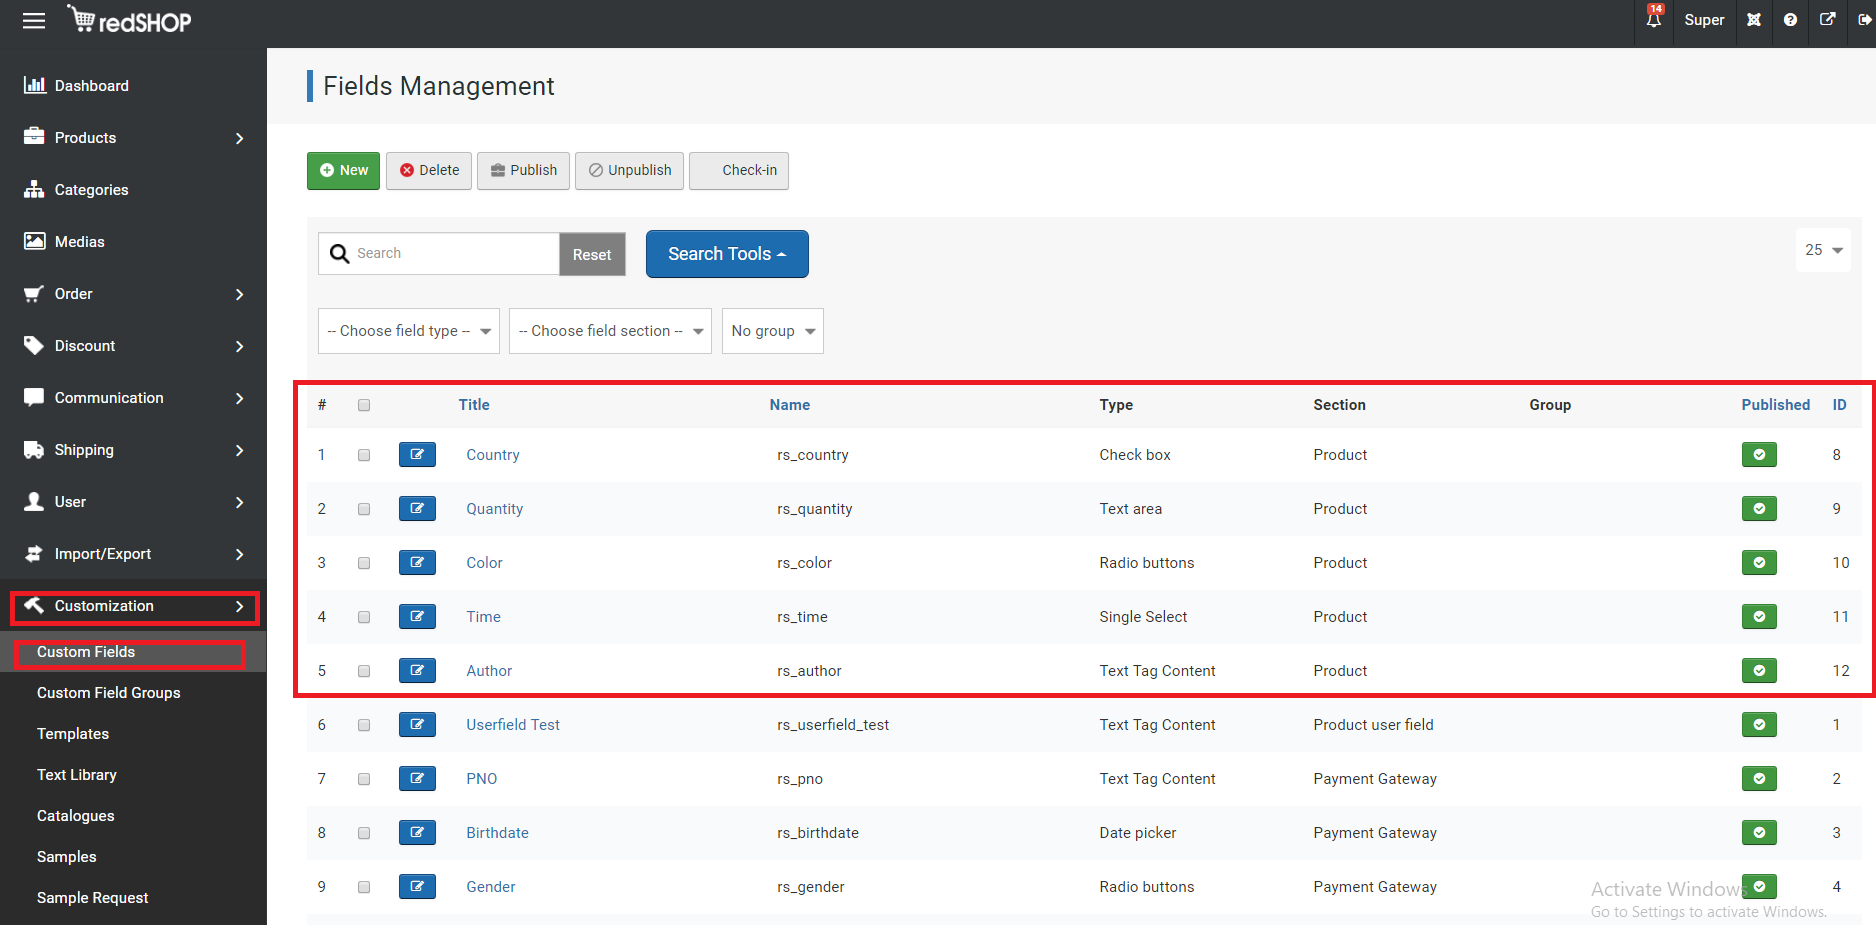 redSHOP
14
Super
Dashboard
Products
Categories
Medias
Order
Discount
Communication
Shipping
User
Import/Export
Customization
Custom Fields
Custom Field Groups
Templates
Text Library
Catalogues
Samples
Sample Request
Fields Management
New Delete Publish Unpublish Check-in
Search Reset Search Tools 25
-- Choose field type -- -- Choose field section -- No group
# Title Name Type Section Group Published ID
1 Country rs_country Check box Product 8
2 Quantity rs_quantity Text area Product 9
3 Color rs_color Radio buttons Product 10
4 Time rs_time Single Select Product 11
5 Author rs_author Text Tag Content Product 12
6 Userfield Test rs_userfield_test Text Tag Content Product user field 1
7 PNO rs_pno Text Tag Content Payment Gateway 2
8 Birthdate rs_birthdate Date picker Payment Gateway 3
9 Gender rs_gender Radio buttons Payment Gateway 4
Activate Windows
Go to Settings to activate Windows.